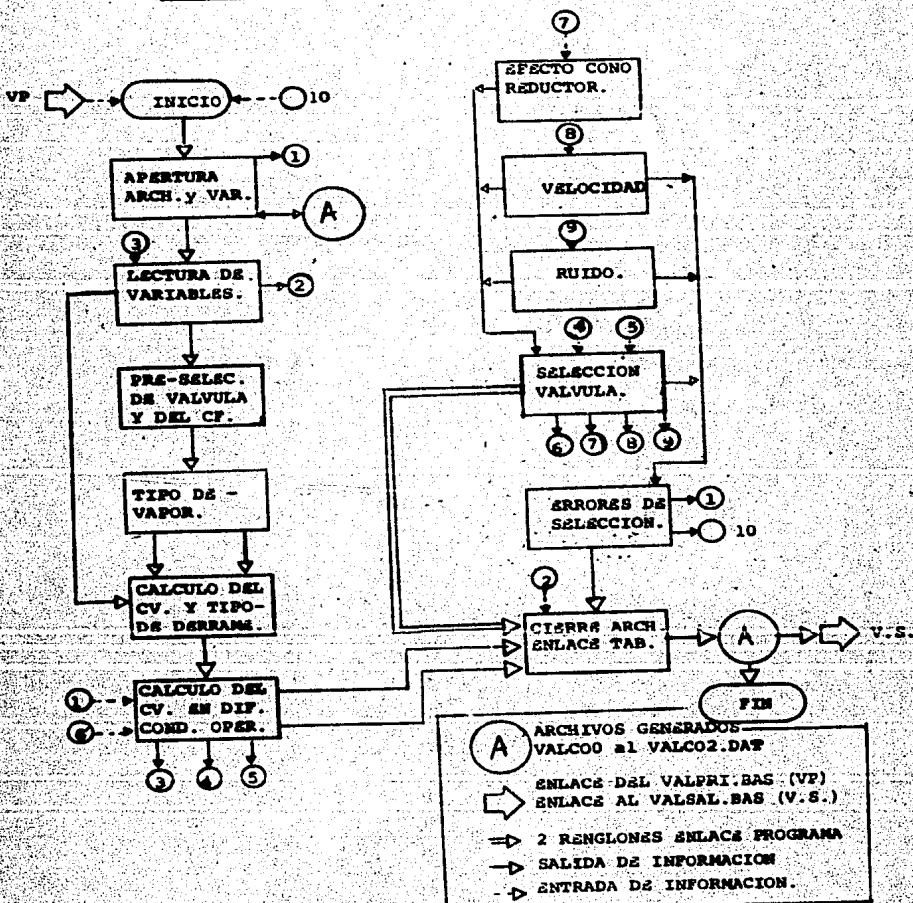 VP
INICIO
10
APERTURA
ARCH.y VAR.
1
A
3
LECTURA DE
VARIABLES.
2
PRE-SELEC.
DE VALVULA
Y DEL CF.
TIPO DE -
VAPOR.
CALCULO DEL
CV. Y TIPO-
DE DERRAME.
1
6
CALCULO DEL
CV. EN DIF.
COND. OPER.
3 4 5
7
EFECTO CONO
REDUCTOR.
8
VELOCIDAD
9
RUIDO.
4 5
SELECCION
VALVULA.
6 7 8 9
ERRORES DE
SELECCION.
1
10
2
CIERRE ARCH
ENLACE TAB.
A
V.S.
FIN
A
ARCHIVOS GENERADOS
VALCO0 al VALCO2.DAT
ENLACE DEL VALPRI.BAS (VP)
ENLACE AL VALSAL.BAS (V.S.)
2 RENGLONES ENLACE PROGRAMA
SALIDA DE INFORMACION
ENTRADA DE INFORMACION.